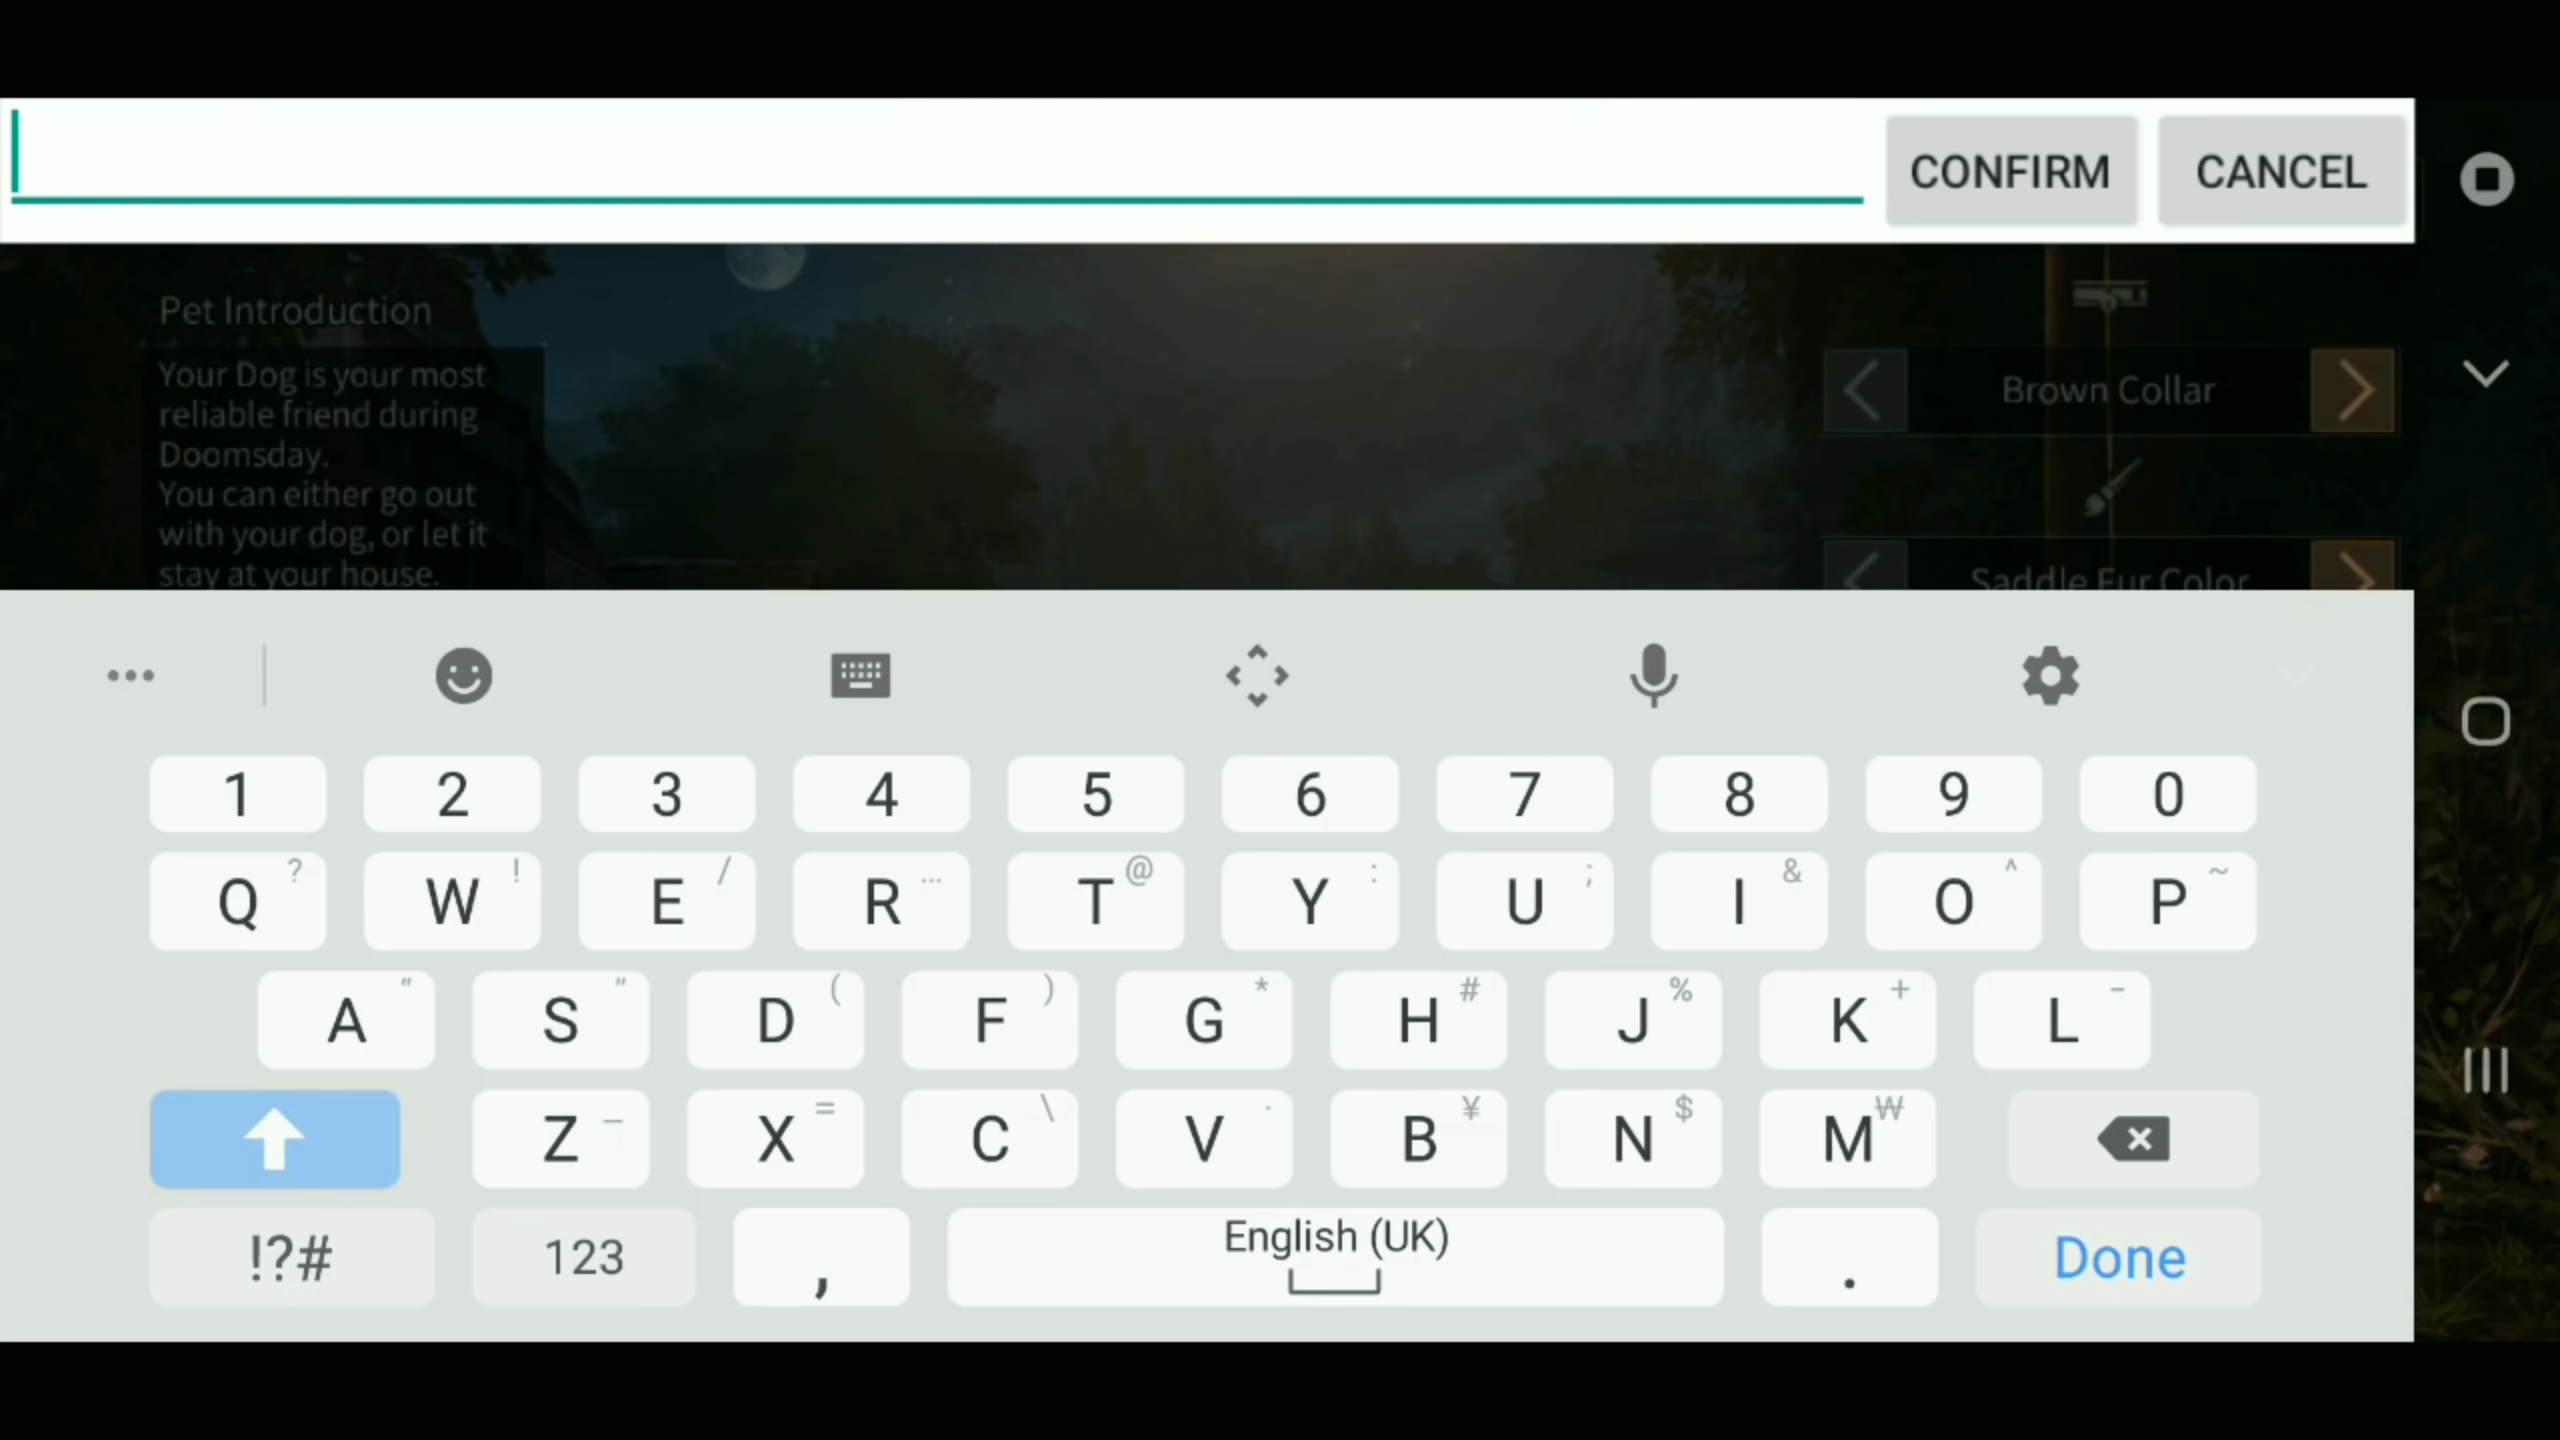 CONFIRM CANCEL
Pet Introduction
Your Dog is your most
reliable friend during
Doomsday.
You can either go out
with your dog, or let it
stay at your house.
Brown Collar
Saddle Fur Color
1 2 3 4 5 6 7 8 9 0
Q ? W ! E / R ... T @ Y : U ; I & O ^ P ~
A “ S ” D ( F ) G * H # J % K + L -
Z _ X = C \ V · B ¥ N $ M ₩
!?# 123 , English (UK) . Done